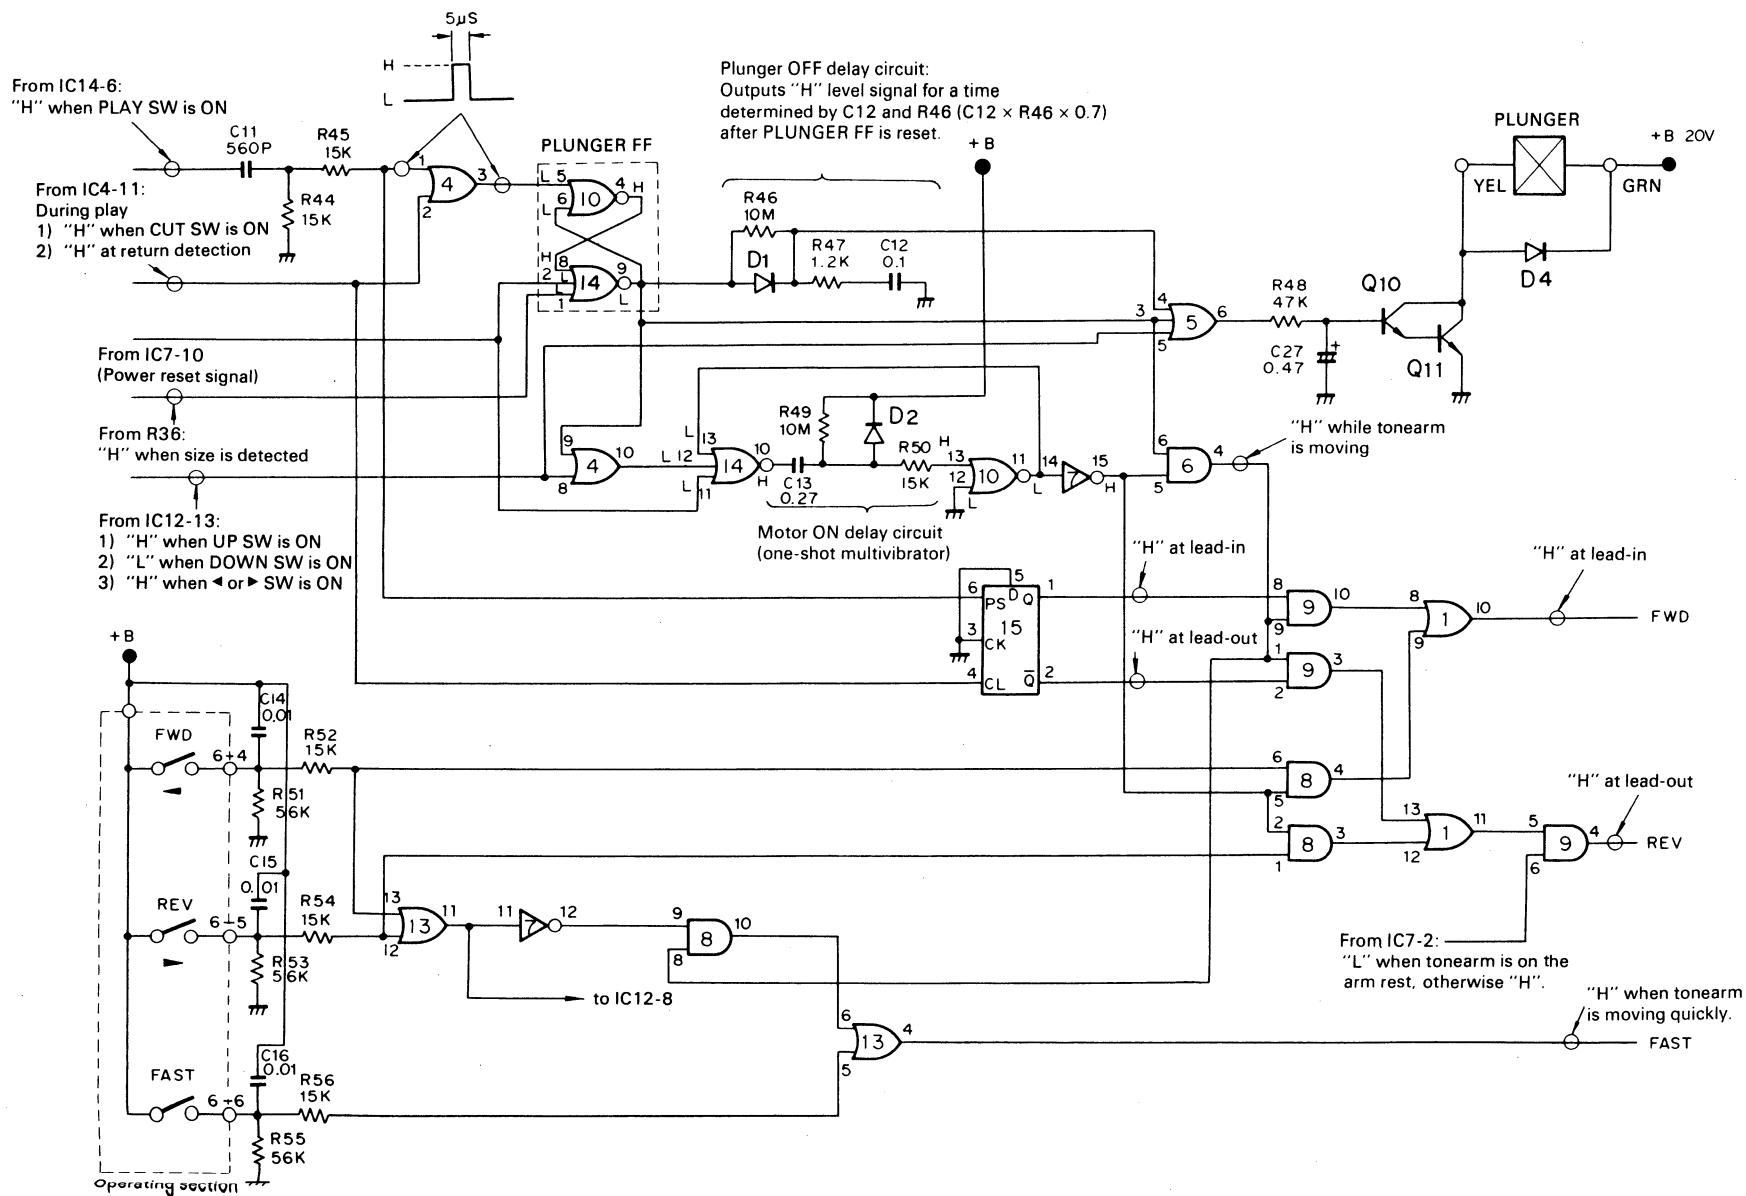 5μS
H
L
From IC14-6:
"H" when PLAY SW is ON
C11
560P
R45
15K
R44
15K
1
2
4
3
From IC4-11:
During play
1) "H" when CUT SW is ON
2) "H" at return detection
PLUNGER FF
L 5
6
L
10
4 H
H
8
2 L
L
1
14
9
L
Plunger OFF delay circuit:
Outputs "H" level signal for a time
determined by C12 and R46 (C12 × R46 × 0.7)
after PLUNGER FF is reset.
+B
R46
10M
D1
R47
1.2K
C12
0.1
PLUNGER
+B 20V
YEL
GRN
D4
Q10
Q11
R48
47K
C27
0.47
+
4
3
5
5
6
From IC7-10
(Power reset signal)
From R36:
"H" when size is detected
From IC12-13:
1) "H" when UP SW is ON
2) "L" when DOWN SW is ON
3) "H" when ◄ or ► SW is ON
9
8
4
10
L 13
L 12
L
11
14
10
H
C13
0.27
R49
10M
D2
R50
15K
H
13
12
L
10
11
L
14
7
15
H
Motor ON delay circuit
(one-shot multivibrator)
6
5
6
4
"H" while tonearm
is moving
"H" at lead-in
"H" at lead-out
6
PS
5
D
Q
1
15
3
CK
4
CL
Q̄
2
8
9
9
10
1
2
9
3
8
9
1
10
"H" at lead-in
FWD
+B
C14
0.01
FWD
◄
6-4
R52
15K
R51
56K
C15
0.01
REV
►
6-5
R54
15K
R53
56K
C16
0.01
FAST
6-6
R56
15K
R55
56K
Operating section
6
5
8
4
2
1
8
3
13
12
1
11
5
6
9
4
"H" at lead-out
REV
13
12
13
11
11
7
12
9
8
8
10
to IC12-8
From IC7-2:
"L" when tonearm is on the
arm rest, otherwise "H".
6
5
13
4
"H" when tonearm
is moving quickly.
FAST